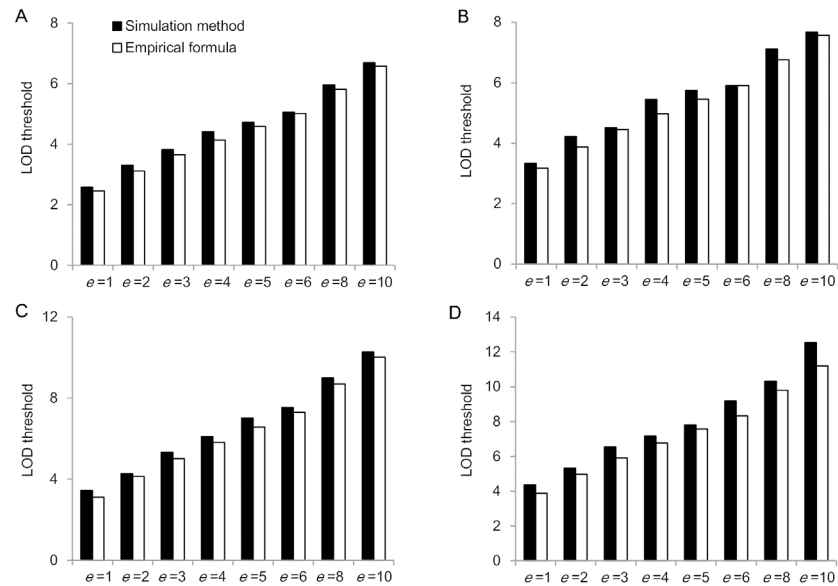 A
8
6
4
2
0
LOD threshold
Simulation method
Empirical formula
e=1 e=2 e=3 e=4 e=5 e=6 e=8 e=10
B
8
6
4
2
0
LOD threshold
e=1 e=2 e=3 e=4 e=5 e=6 e=8 e=10
C
12
8
4
0
LOD threshold
e=1 e=2 e=3 e=4 e=5 e=6 e=8 e=10
D
14
12
10
8
6
4
2
0
LOD threshold
e=1 e=2 e=3 e=4 e=5 e=6 e=8 e=10